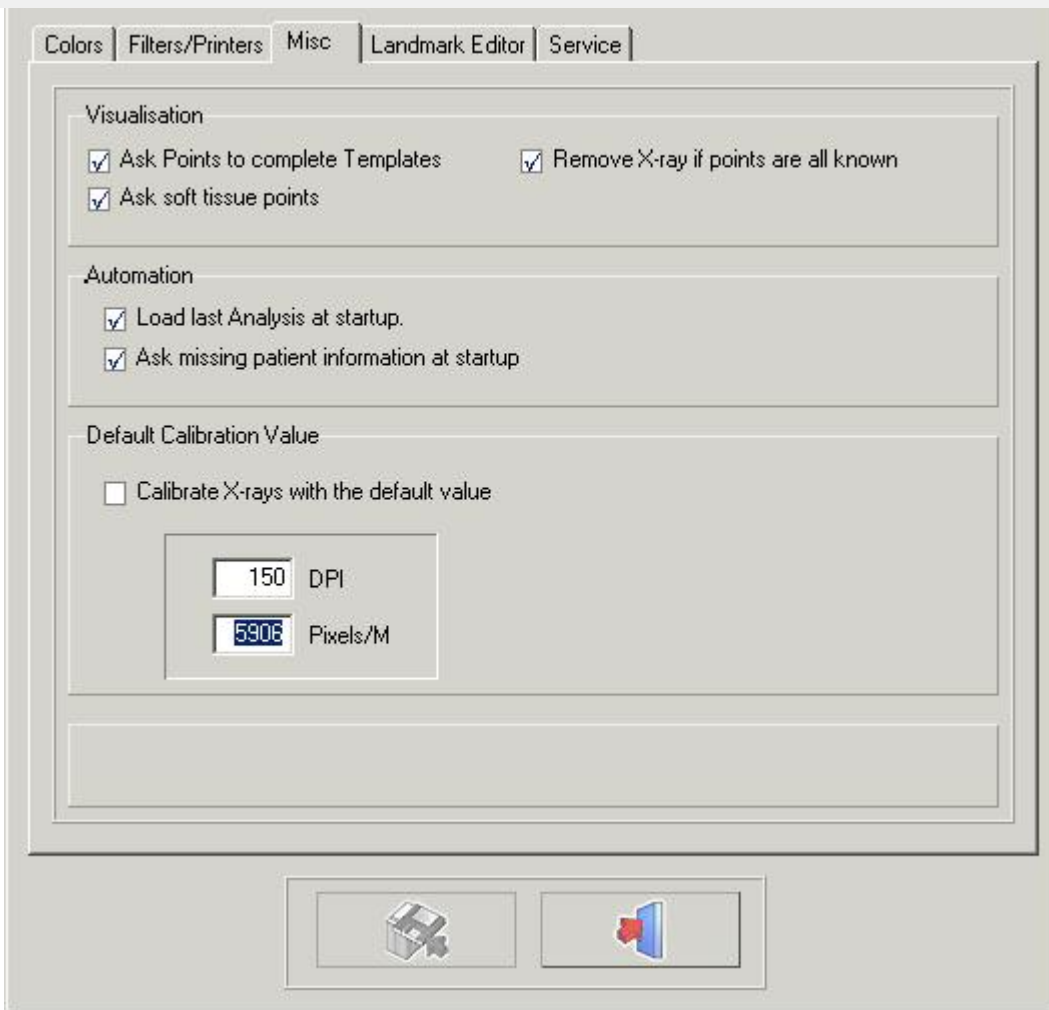 Colors Filters/Printers Misc Landmark Editor Service
Visualisation
Ask Points to complete Templates Remove X-ray if points are all known
Ask soft tissue points
Automation
Load last Analysis at startup.
Ask missing patient information at startup
Default Calibration Value
Calibrate X-rays with the default value
150 DPI
5906 Pixels/M